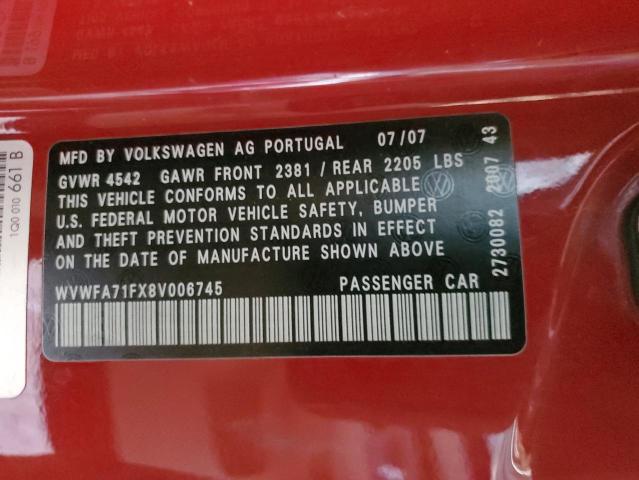 MFD BY VOLKSWAGEN AG PORTUGAL 07/07
GVWR 4542 GAWR FRONT 2381 / REAR 2205 LBS
THIS VEHICLE CONFORMS TO ALL APPLICABLE
U.S. FEDERAL MOTOR VEHICLE SAFETY, BUMPER
AND THEFT PREVENTION STANDARDS IN EFFECT
ON THE DATE OF MANUFACTURE SHOWN ABOVE
WVWFA71FX8V006745 PASSENGER CAR
2730082 2807 43
1Q0 010 661 B